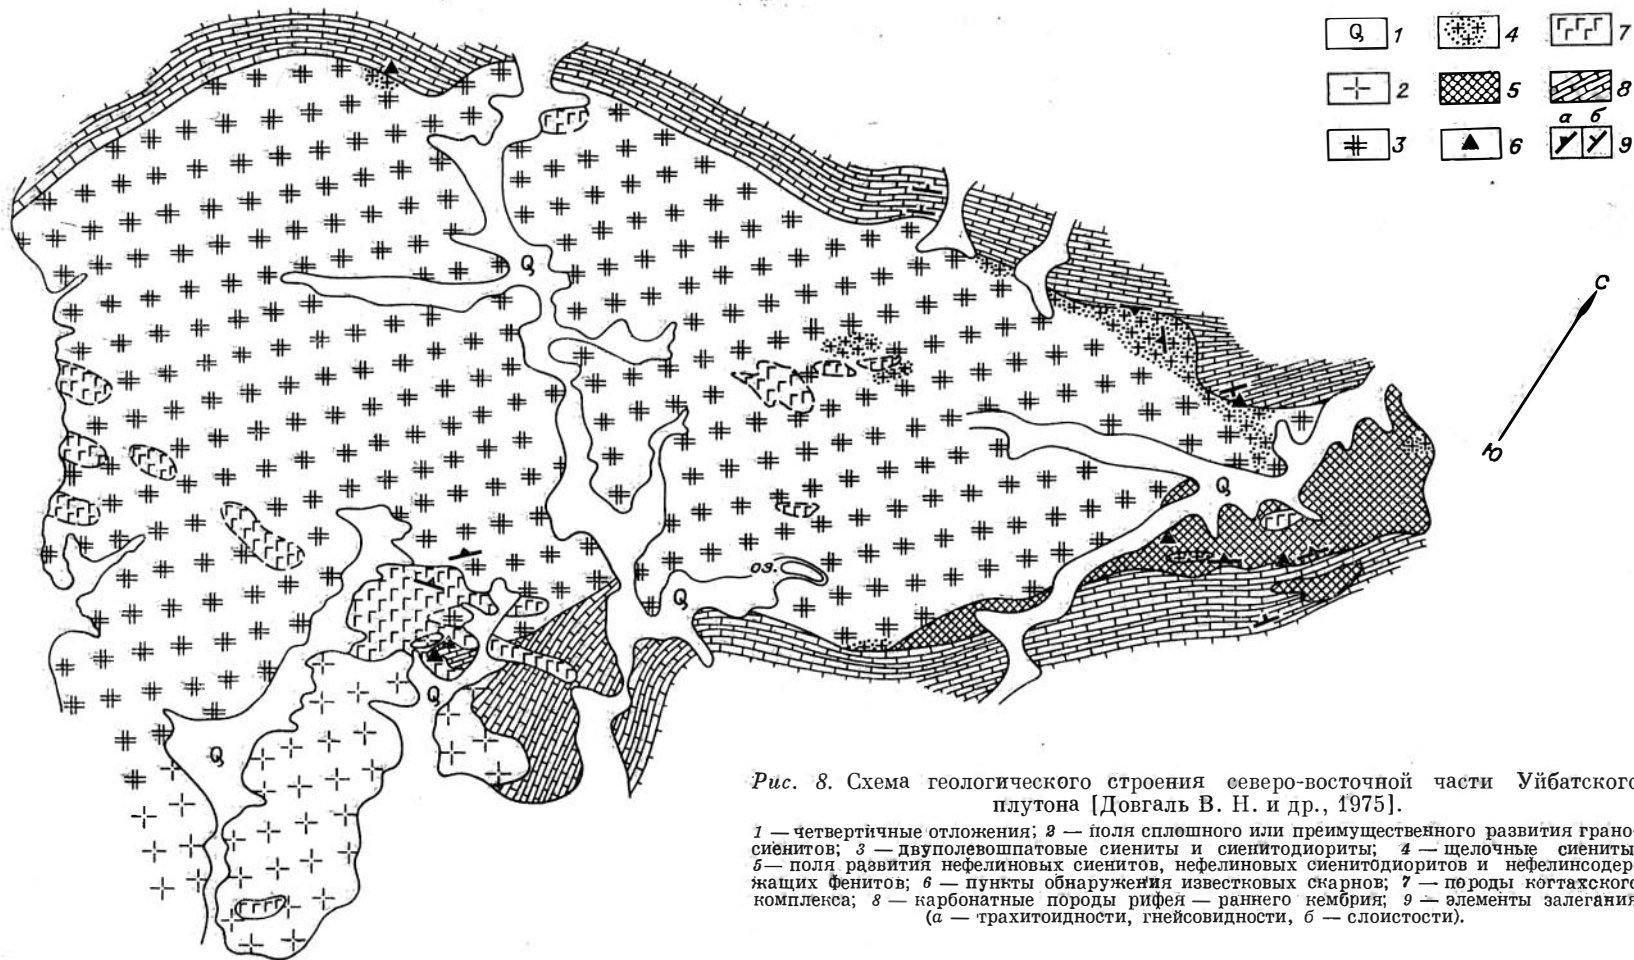 Q 1 4 7
2 5 8
а б
3 6 9
С
Ю
Q
Q
оз.
Q
Q
Q
Рис. 8. Схема геологического строения северо-восточной части Уйбатского
плутона [Довгаль В. Н. и др., 1975].
1 — четвертичные отложения; 2 — поля сплошного или преимущественного развития грано-
сиенитов; 3 — двуполевошпатовые сиениты и сиенитодиориты; 4 — щелочные сиениты;
5 — поля развития нефелиновых сиенитов, нефелиновых сиенитодиоритов и нефелинсодер-
жащих фенитов; 6 — пункты обнаружения известковых скарнов; 7 — породы когтахского
комплекса; 8 — карбонатные породы рифея — раннего кембрия; 9 — элементы залегания
(а — трахитоидности, гнейсовидности, б — слоистости).